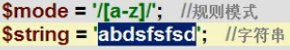 $mode = '/[a-z]/';  //规则模式
$string = 'abdsfsfsd';  //字符串